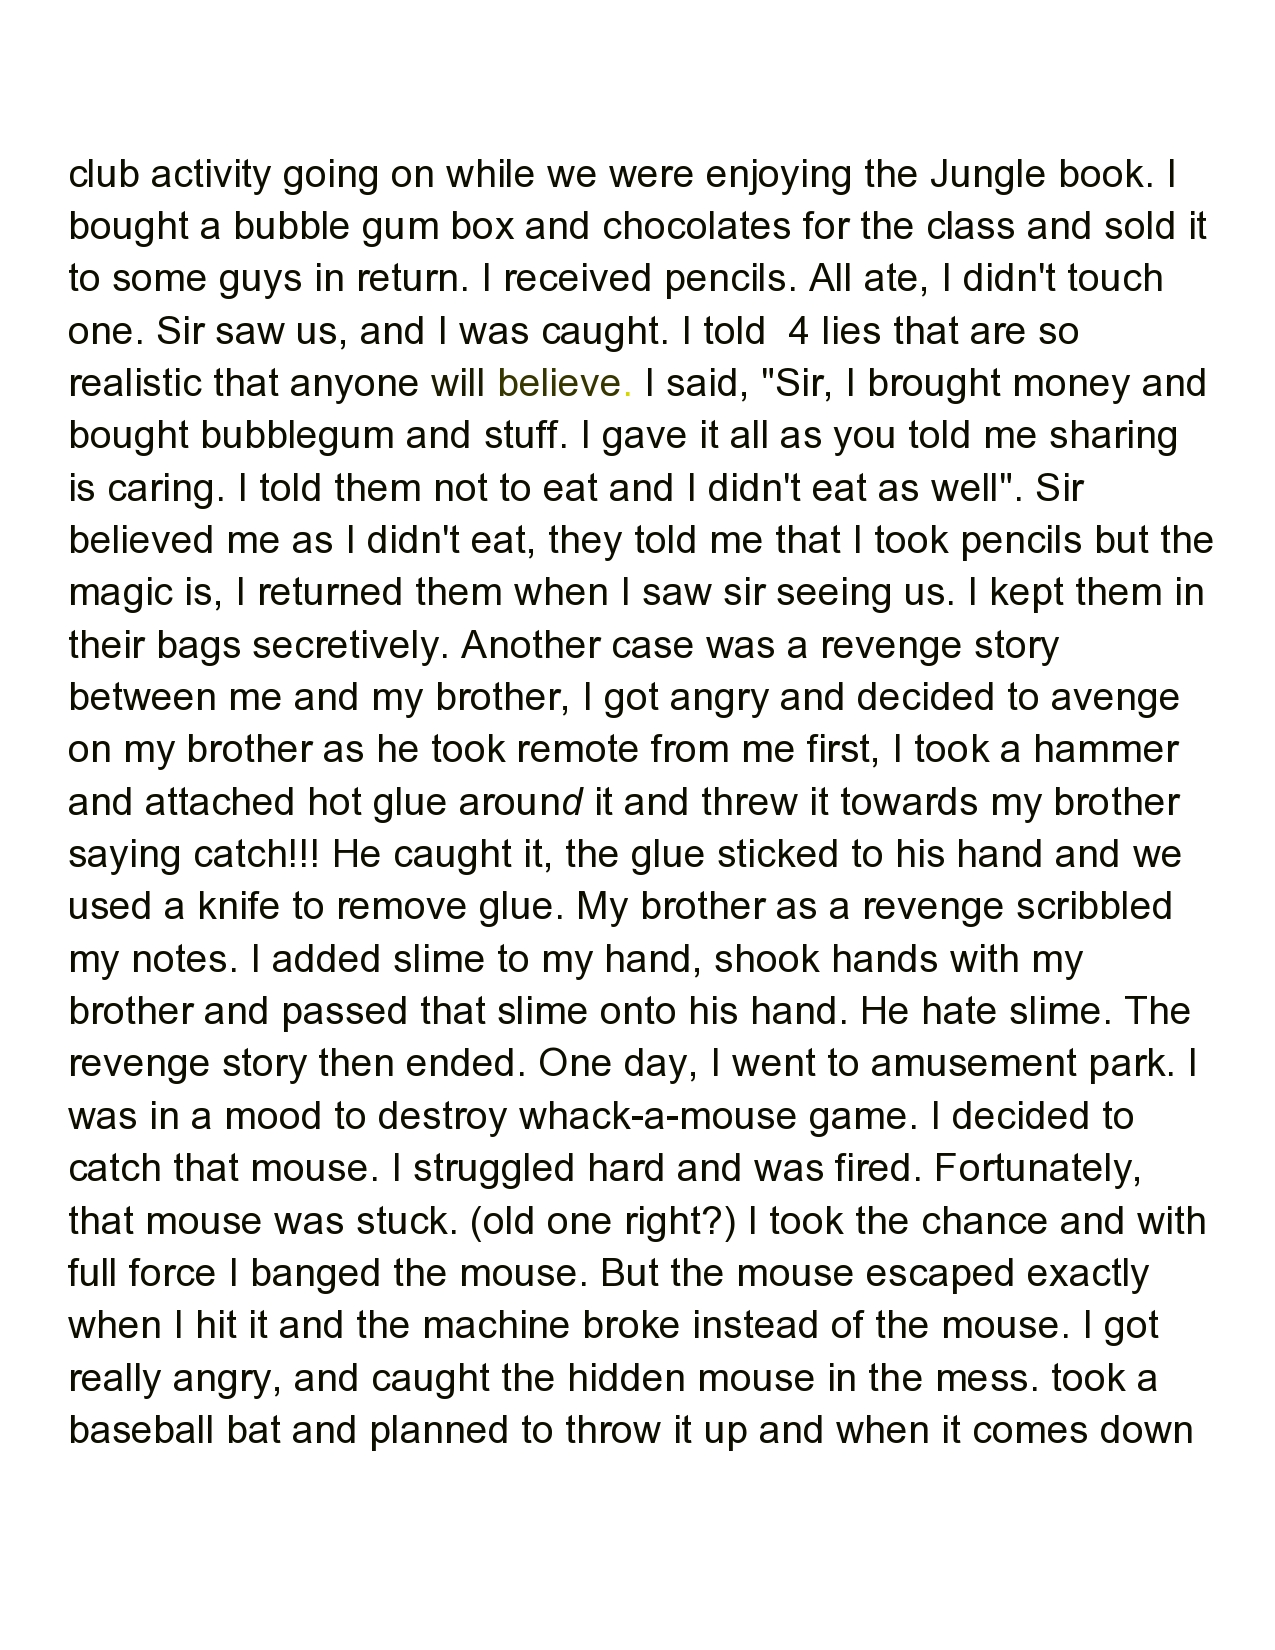 club activity going on while we were enjoying the Jungle book. I
bought a bubble gum box and chocolates for the class and sold it
to some guys in return. I received pencils. All ate, I didn't touch
one. Sir saw us, and I was caught. I told  4 lies that are so
realistic that anyone will believe. I said, "Sir, I brought money and
bought bubblegum and stuff. I gave it all as you told me sharing
is caring. I told them not to eat and I didn't eat as well". Sir
believed me as I didn't eat, they told me that I took pencils but the
magic is, I returned them when I saw sir seeing us. I kept them in
their bags secretively. Another case was a revenge story
between me and my brother, I got angry and decided to avenge
on my brother as he took remote from me first, I took a hammer
and attached hot glue around it and threw it towards my brother
saying catch!!! He caught it, the glue sticked to his hand and we
used a knife to remove glue. My brother as a revenge scribbled
my notes. I added slime to my hand, shook hands with my
brother and passed that slime onto his hand. He hate slime. The
revenge story then ended. One day, I went to amusement park. I
was in a mood to destroy whack-a-mouse game. I decided to
catch that mouse. I struggled hard and was fired. Fortunately,
that mouse was stuck. (old one right?) I took the chance and with
full force I banged the mouse. But the mouse escaped exactly
when I hit it and the machine broke instead of the mouse. I got
really angry, and caught the hidden mouse in the mess. took a
baseball bat and planned to throw it up and when it comes down